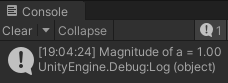 Console
Clear Collapse 1
[19:04:24] Magnitude of a = 1.00
UnityEngine.Debug:Log (object)